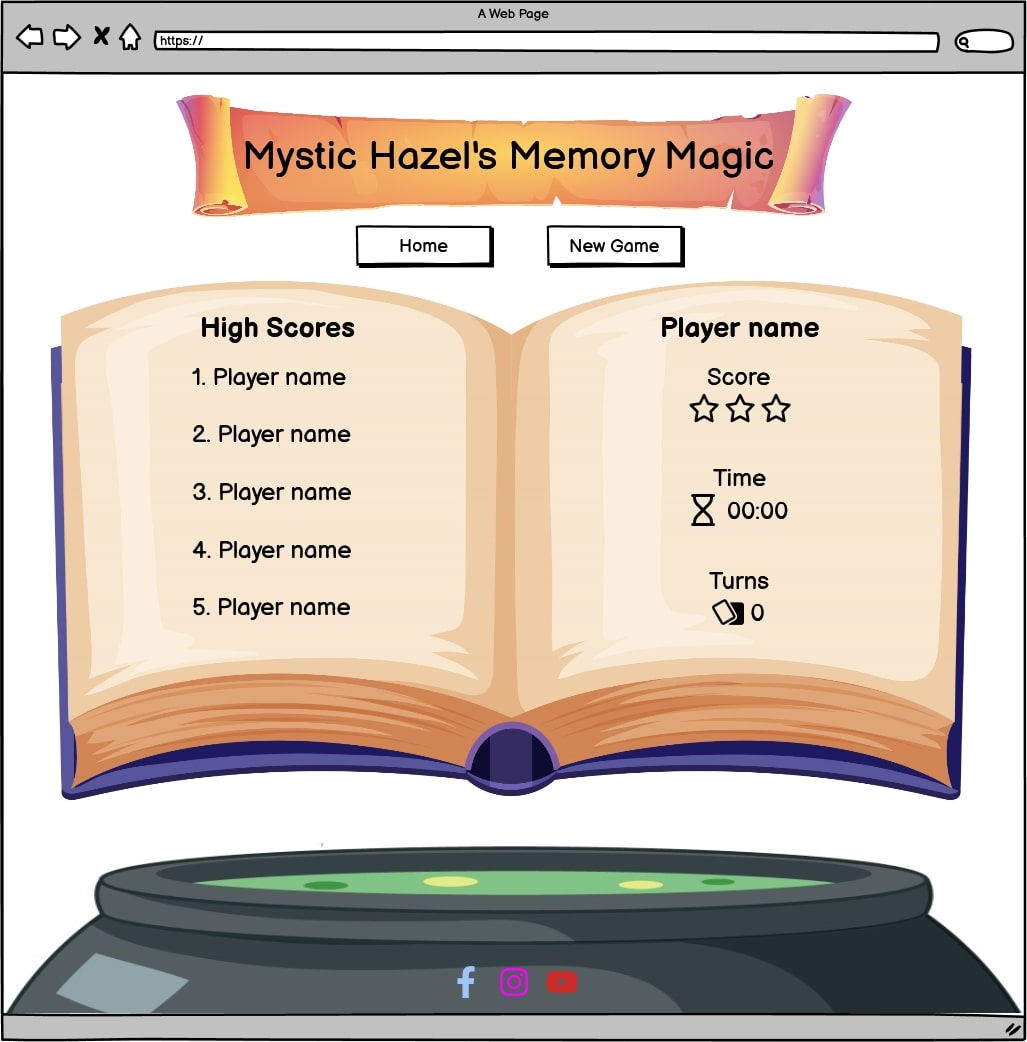 A Web Page
https://
Mystic Hazel's Memory Magic
Home
New Game
High Scores
1. Player name
2. Player name
3. Player name
4. Player name
5. Player name
Player name
Score
Time
00:00
Turns
0